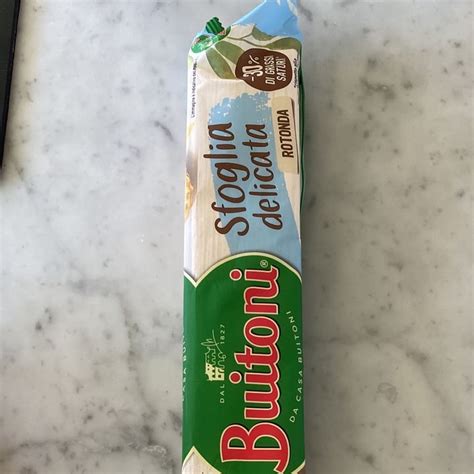 -30%
DI GRASSI
SATURI
Sfoglia
delicata
ROTONDA
Buitoni®
DAL 1827
DA CASA BUITONI